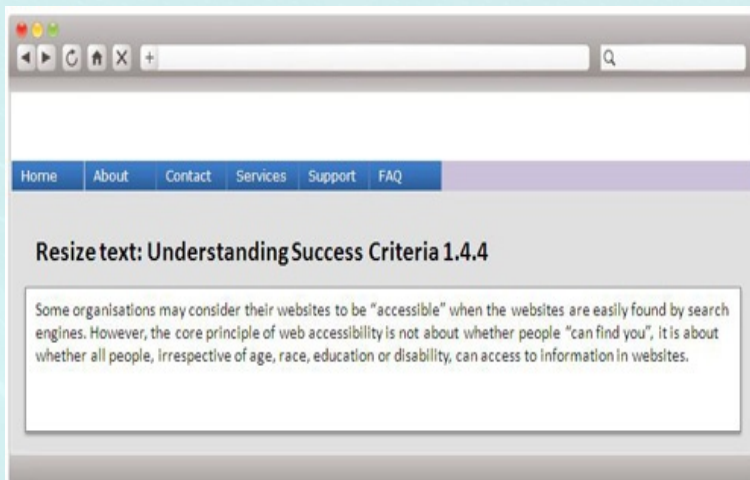 Home About Contact Services Support FAQ
Resize text: Understanding Success Criteria 1.4.4
Some organisations may consider their websites to be “accessible” when the websites are easily found by search
engines. However, the core principle of web accessibility is not about whether people “can find you”, it is about
whether all people, irrespective of age, race, education or disability, can access to information in websites.